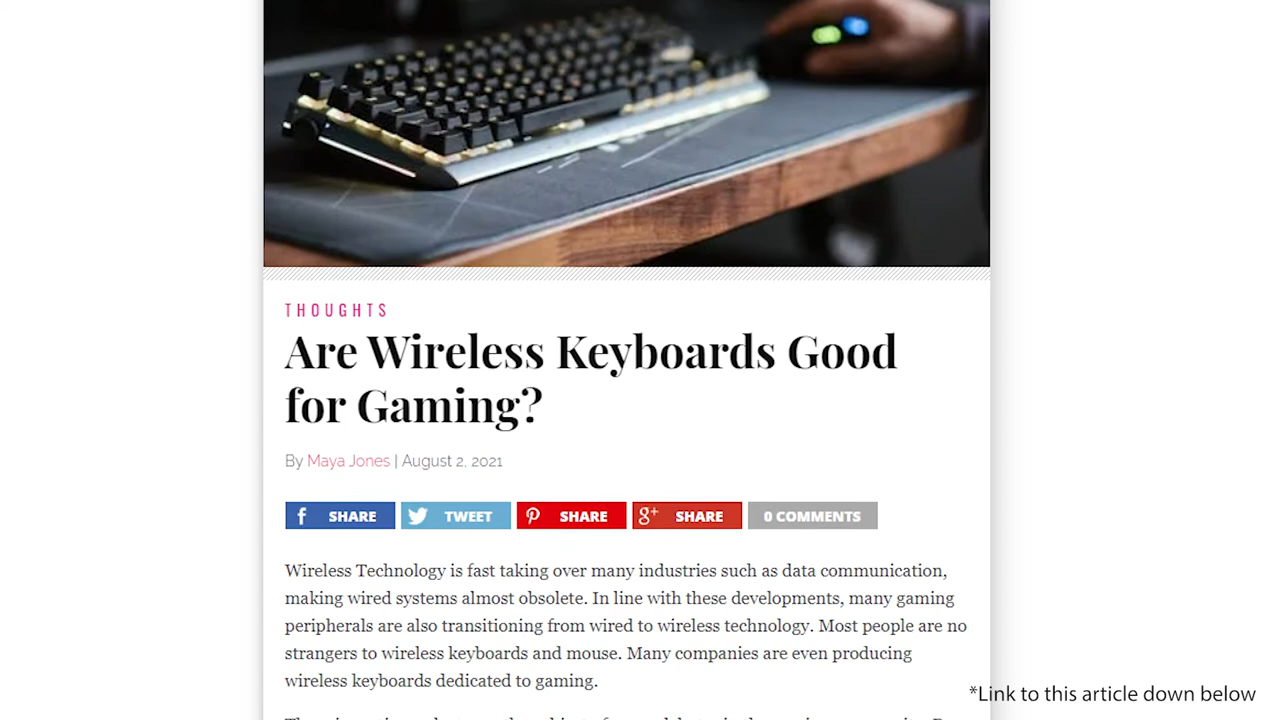 THOUGHTS
Are Wireless Keyboards Good
for Gaming?
By Maya Jones | August 2, 2021
f SHARE TWEET SHARE g+ SHARE 0 COMMENTS
Wireless Technology is fast taking over many industries such as data communication,
making wired systems almost obsolete. In line with these developments, many gaming
peripherals are also transitioning from wired to wireless technology. Most people are no
strangers to wireless keyboards and mouse. Many companies are even producing
wireless keyboards dedicated to gaming.
*Link to this article down below